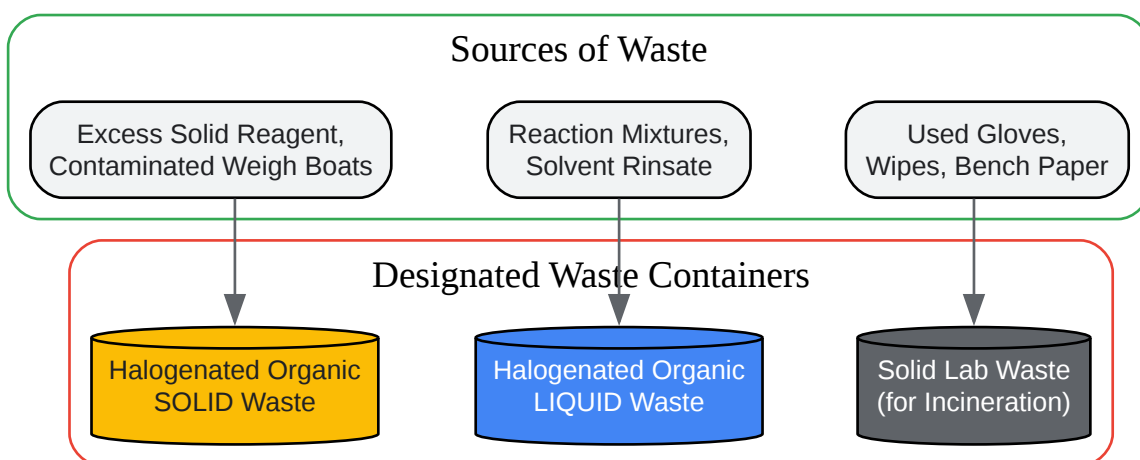 Sources of Waste
Excess Solid Reagent,
Contaminated Weigh Boats
Reaction Mixtures,
Solvent Rinsate
Used Gloves,
Wipes, Bench Paper
Designated Waste Containers
Halogenated Organic
SOLID Waste
Halogenated Organic
LIQUID Waste
Solid Lab Waste
(for Incineration)